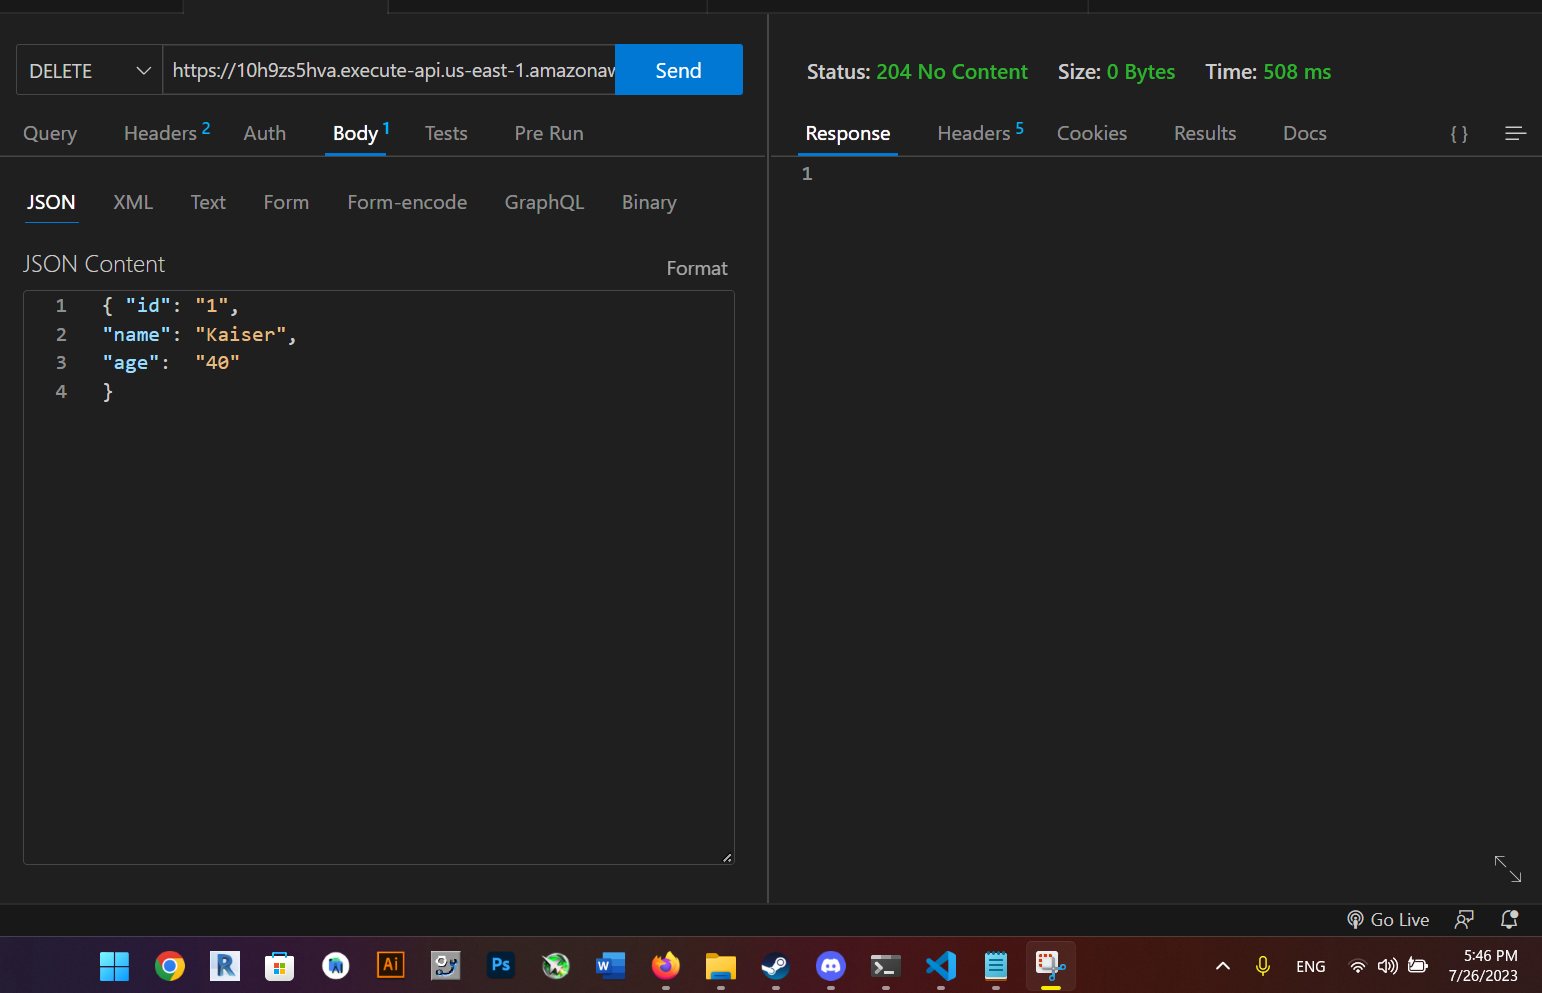 DELETE https://10h9zs5hva.execute-api.us-east-1.amazonaw Send
Query Headers 2 Auth Body 1 Tests Pre Run
JSON XML Text Form Form-encode GraphQL Binary
JSON Content Format
1 { "id": "1",
2 "name": "Kaiser",
3 "age":  "40"
4 }
Status: 204 No Content Size: 0 Bytes Time: 508 ms
Response Headers 5 Cookies Results Docs { }
1
Go Live
R Ai Ps W ENG 5:46 PM
7/26/2023